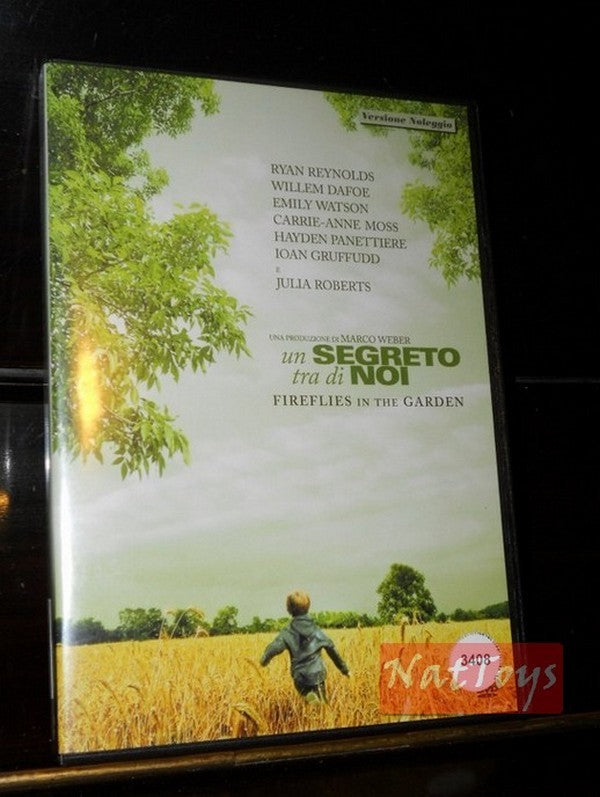 Versione Noleggio
RYAN REYNOLDS
WILLEM DAFOE
EMILY WATSON
CARRIE-ANNE MOSS
HAYDEN PANETTIERE
IOAN GRUFFUDD
E
JULIA ROBERTS
UNA PRODUZIONE DI MARCO WEBER
un SEGRETO
tra di NOI
FIREFLIES IN THE GARDEN
3408
NatToys